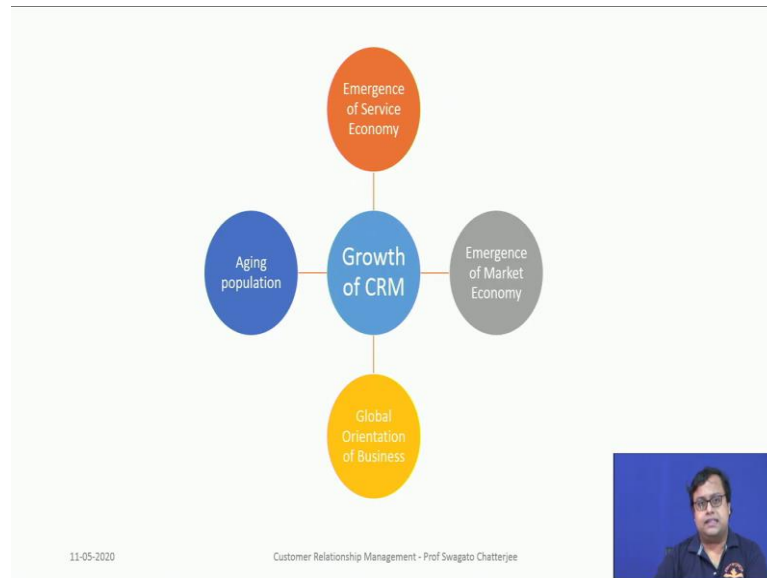 Emergence
of Service
Economy
Aging
population
Growth
of CRM
Emergence
of Market
Economy
Global
Orientation
of Business
11-05-2020
Customer Relationship Management - Prof Swagato Chatterjee